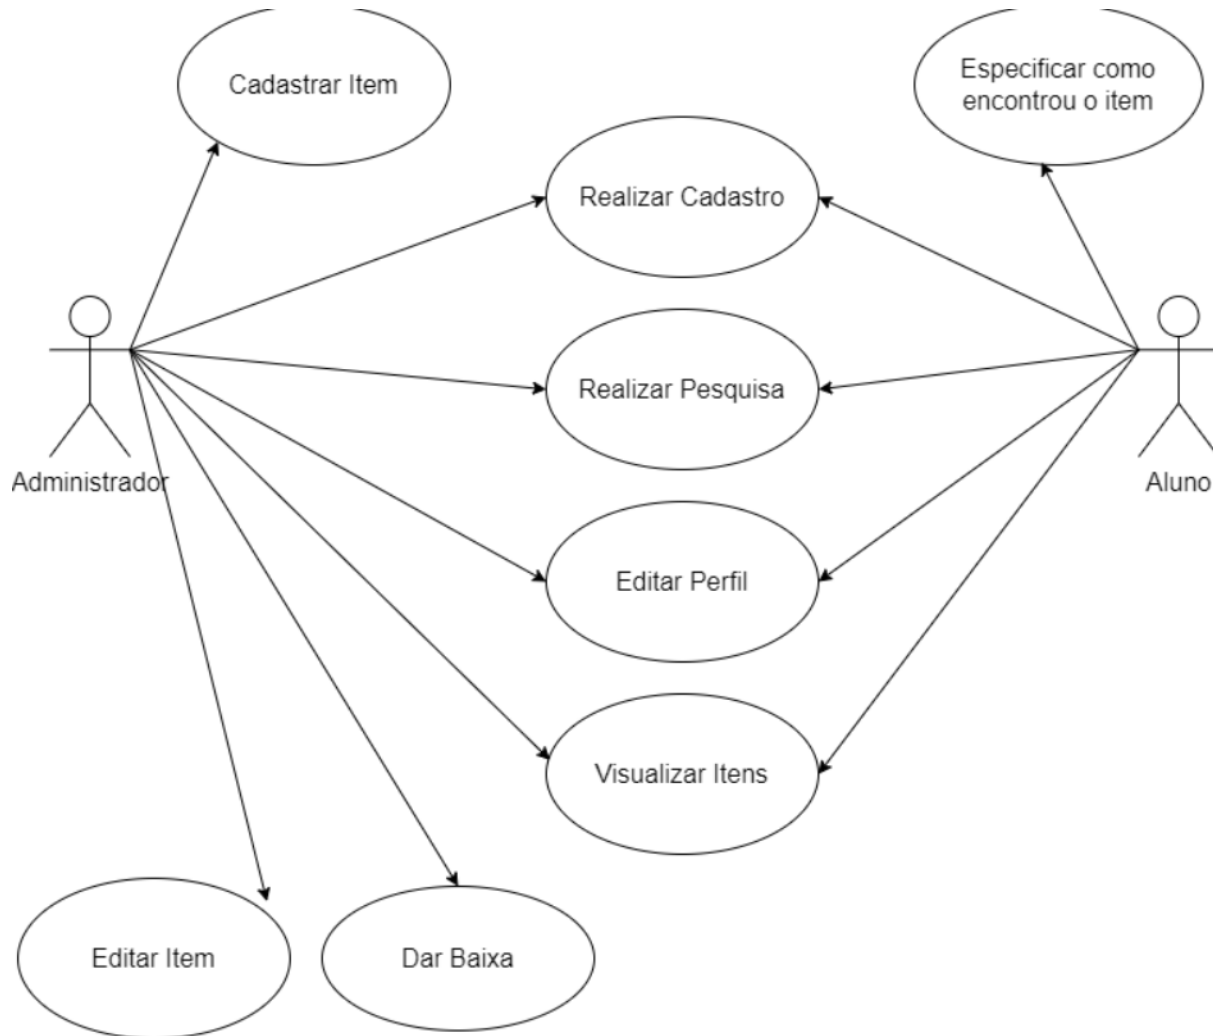 Cadastrar Item
Especificar como
encontrou o item
Realizar Cadastro
Realizar Pesquisa
Administrador
Aluno
Editar Perfil
Visualizar Itens
Editar Item
Dar Baixa